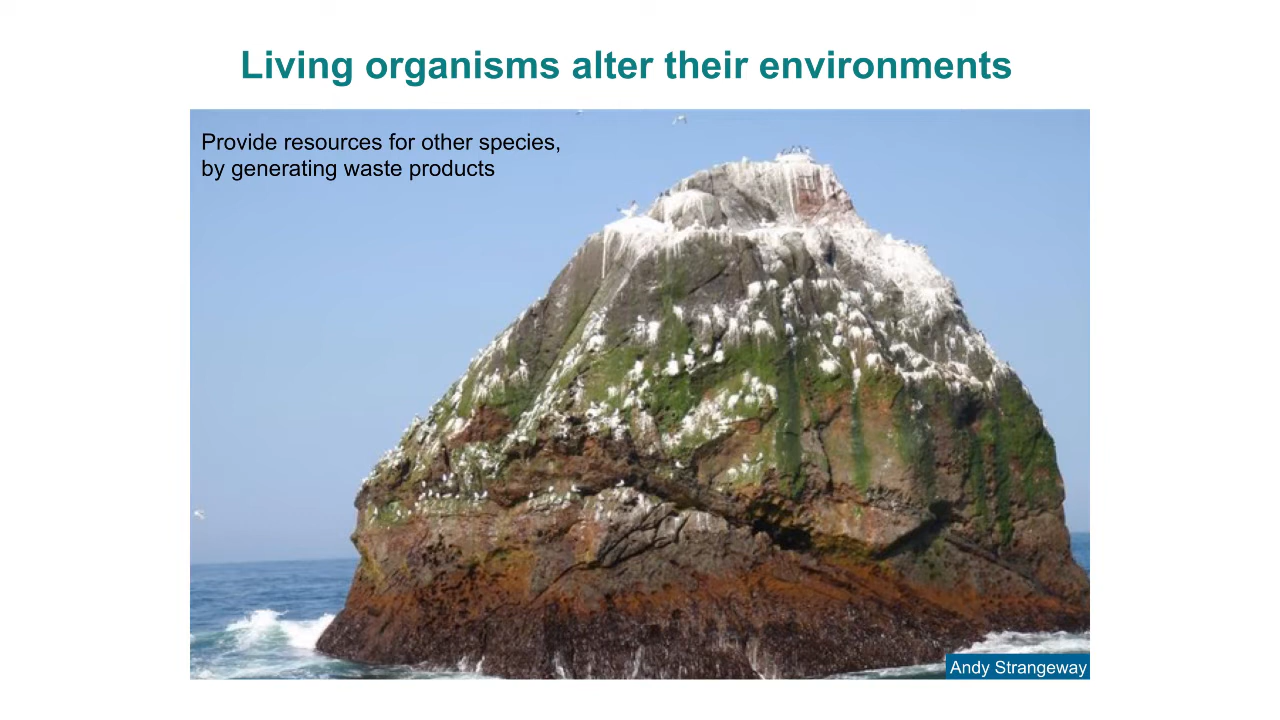 Living organisms alter their environments
Provide resources for other species,
by generating waste products
Andy Strangeway